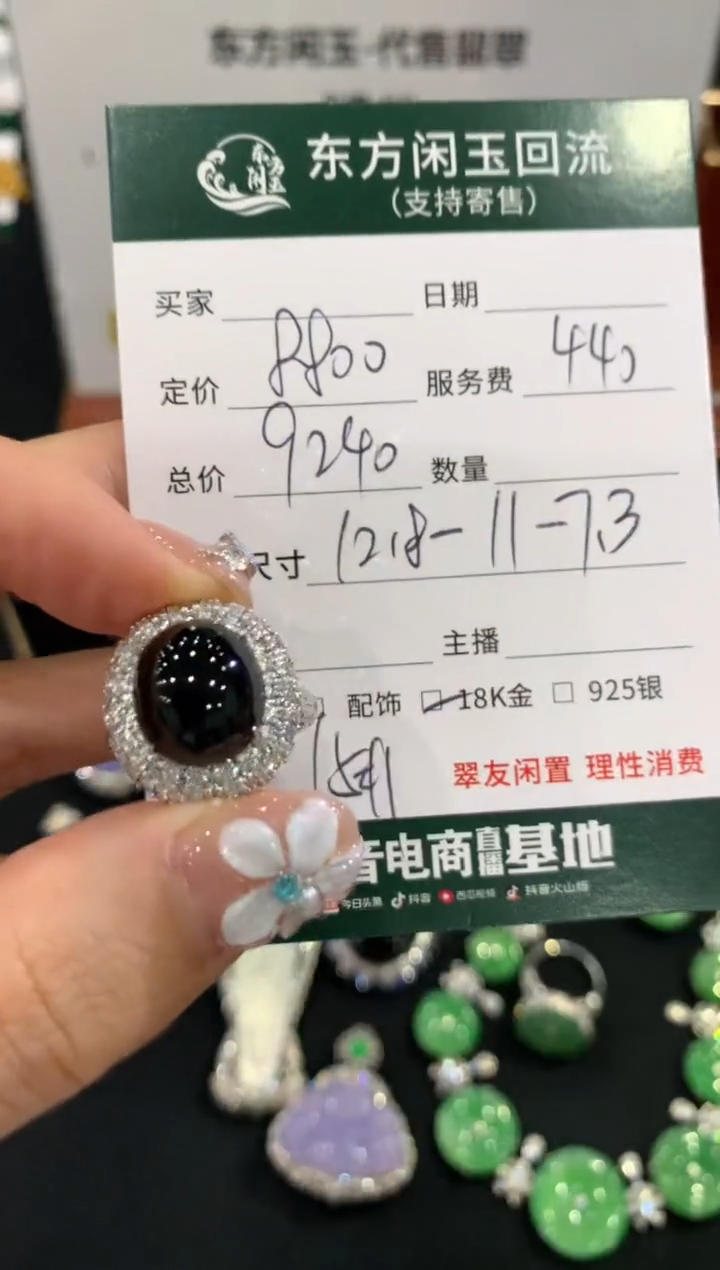 东方闲玉·代售翡翠
东方闲玉
东方闲玉回流
(支持寄售)
买家 日期
定价 8800 服务费 440
总价 9240 数量
尺寸 12.8-11-7.3
主播
配饰 18K金 925银
翠友闲置 理性消费
音电商直播基地
今日头条 抖音 西瓜视频 抖音火山版